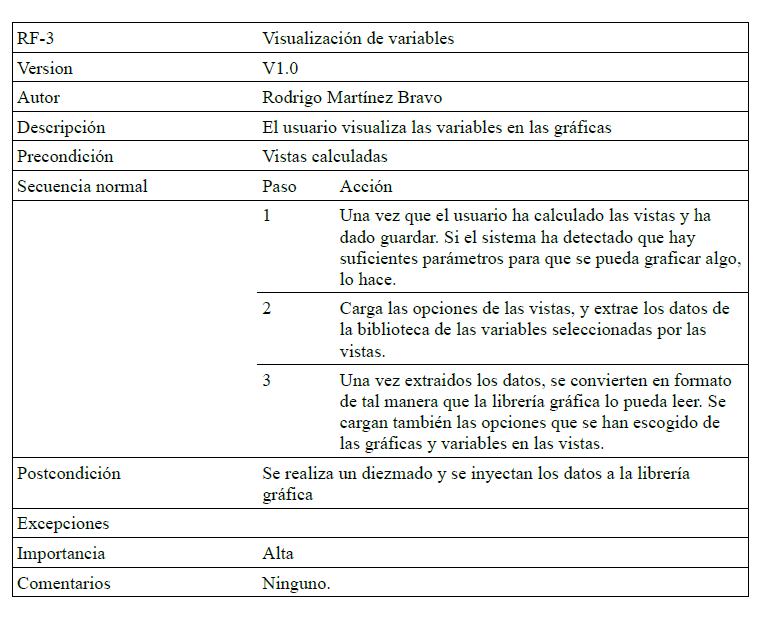 RF-3 Visualización de variables
Version V1.0
Autor Rodrigo Martínez Bravo
Descripción El usuario visualiza las variables en las gráficas
Precondición Vistas calculadas
Secuencia normal Paso Acción
1 Una vez que el usuario ha calculado las vistas y ha
dado guardar. Si el sistema ha detectado que hay
suficientes parámetros para que se pueda graficar algo,
lo hace.
2 Carga las opciones de las vistas, y extrae los datos de
la biblioteca de las variables seleccionadas por las
vistas.
3 Una vez extraidos los datos, se convierten en formato
de tal manera que la librería gráfica lo pueda leer. Se
cargan también las opciones que se han escogido de
las gráficas y variables en las vistas.
Postcondición Se realiza un diezmado y se inyectan los datos a la librería
gráfica
Excepciones
Importancia Alta
Comentarios Ninguno.